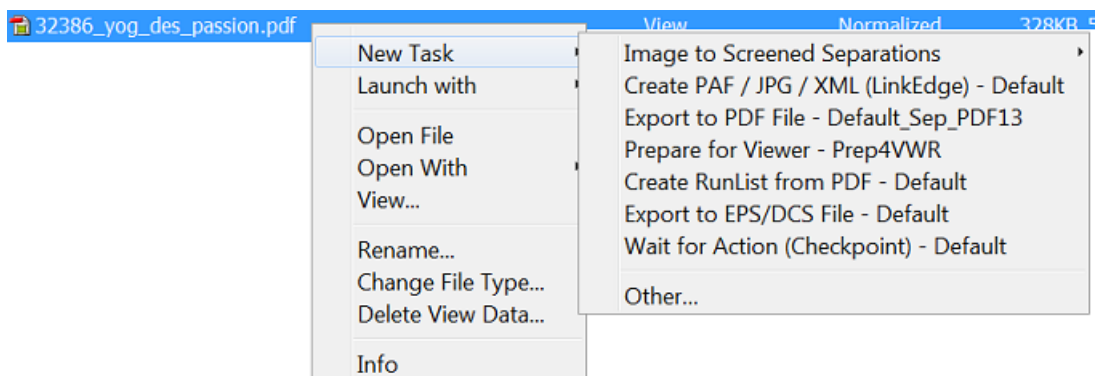 32386_yog_des_passion.pdf View Normalized 328KB
New Task
Launch with
Open File
Open With
View...
Rename...
Change File Type...
Delete View Data...
Info
Image to Screened Separations
Create PAF / JPG / XML (LinkEdge) - Default
Export to PDF File - Default_Sep_PDF13
Prepare for Viewer - Prep4VWR
Create RunList from PDF - Default
Export to EPS/DCS File - Default
Wait for Action (Checkpoint) - Default
Other...